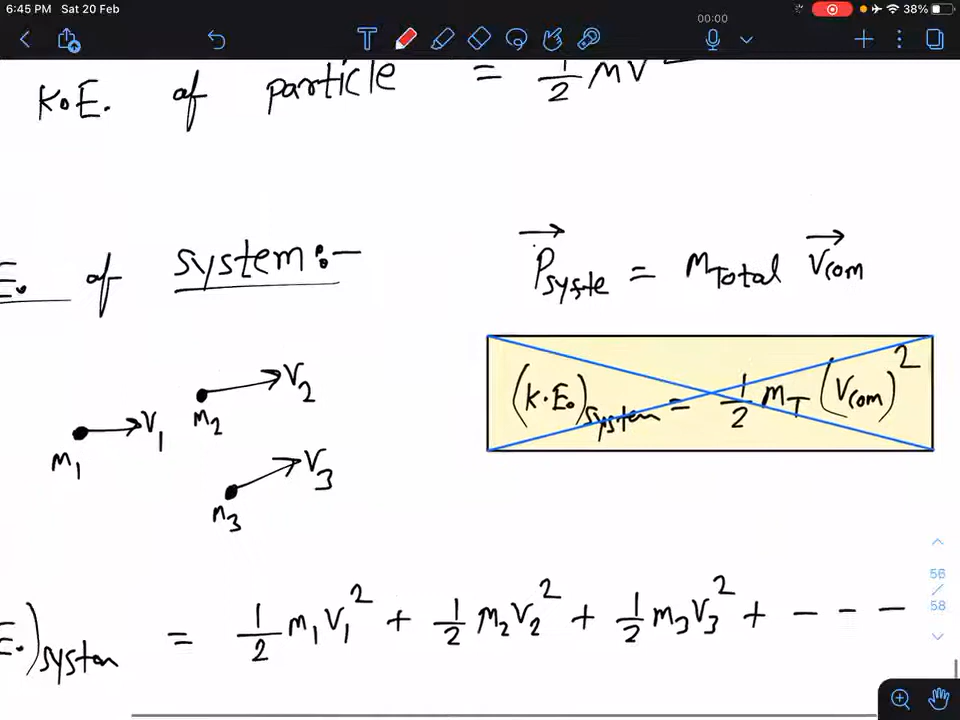 6:45 PM Sat 20 Feb
00:00
38%
T
K.E. of particle = 1/2 mv²
E. of system:-
P⃗syste = mTotal v⃗com
(K.E.)system = 1/2 mT (Vcom)²
m1 V1
m2 V2
m3 V3
56
/
58
E.)system = 1/2 m1V1² + 1/2 m2V2² + 1/2 m3V3² + - - -